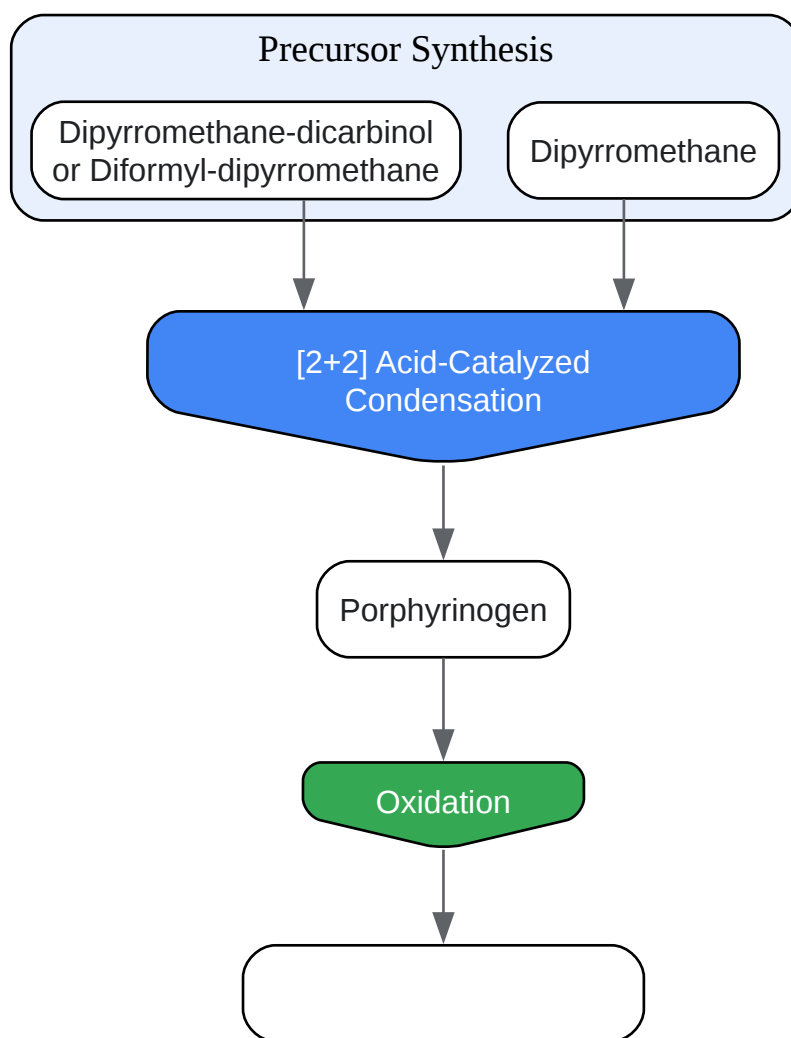 Precursor Synthesis
Dipyrromethane-dicarbinol
or Diformyl-dipyrromethane
Dipyrromethane
[2+2] Acid-Catalyzed
Condensation
Porphyrinogen
Oxidation